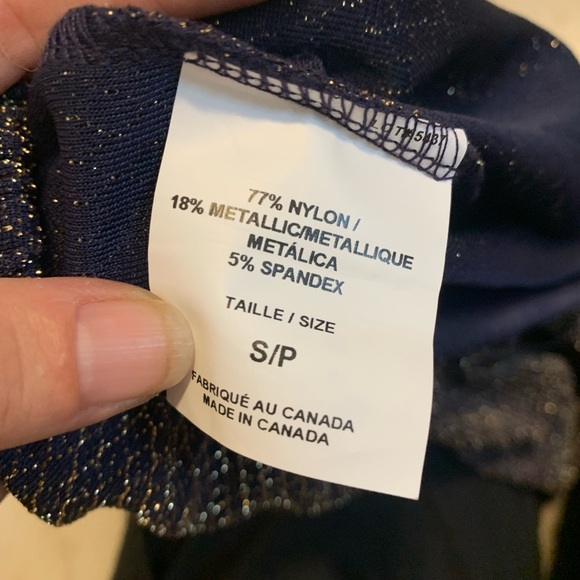 77% NYLON /
18% METALLIC/METALLIQUE
METÁLICA
5% SPANDEX
TAILLE / SIZE
S/P
FABRIQUÉ AU CANADA
MADE IN CANADA